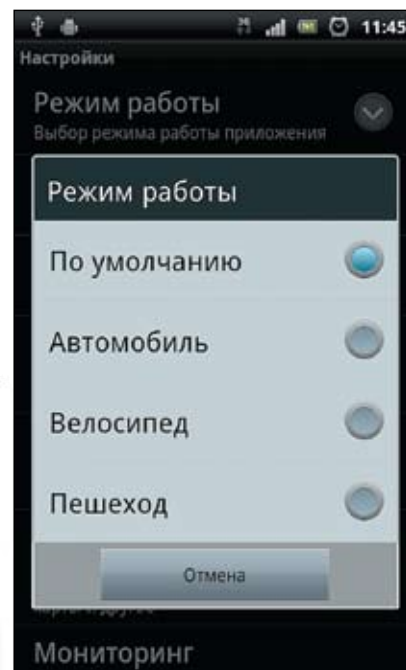 11:45
Настройки
Режим работы
Выбор режима работы приложения
Режим работы
По умолчанию
Автомобиль
Велосипед
Пешеход
Отмена
Мониторинг